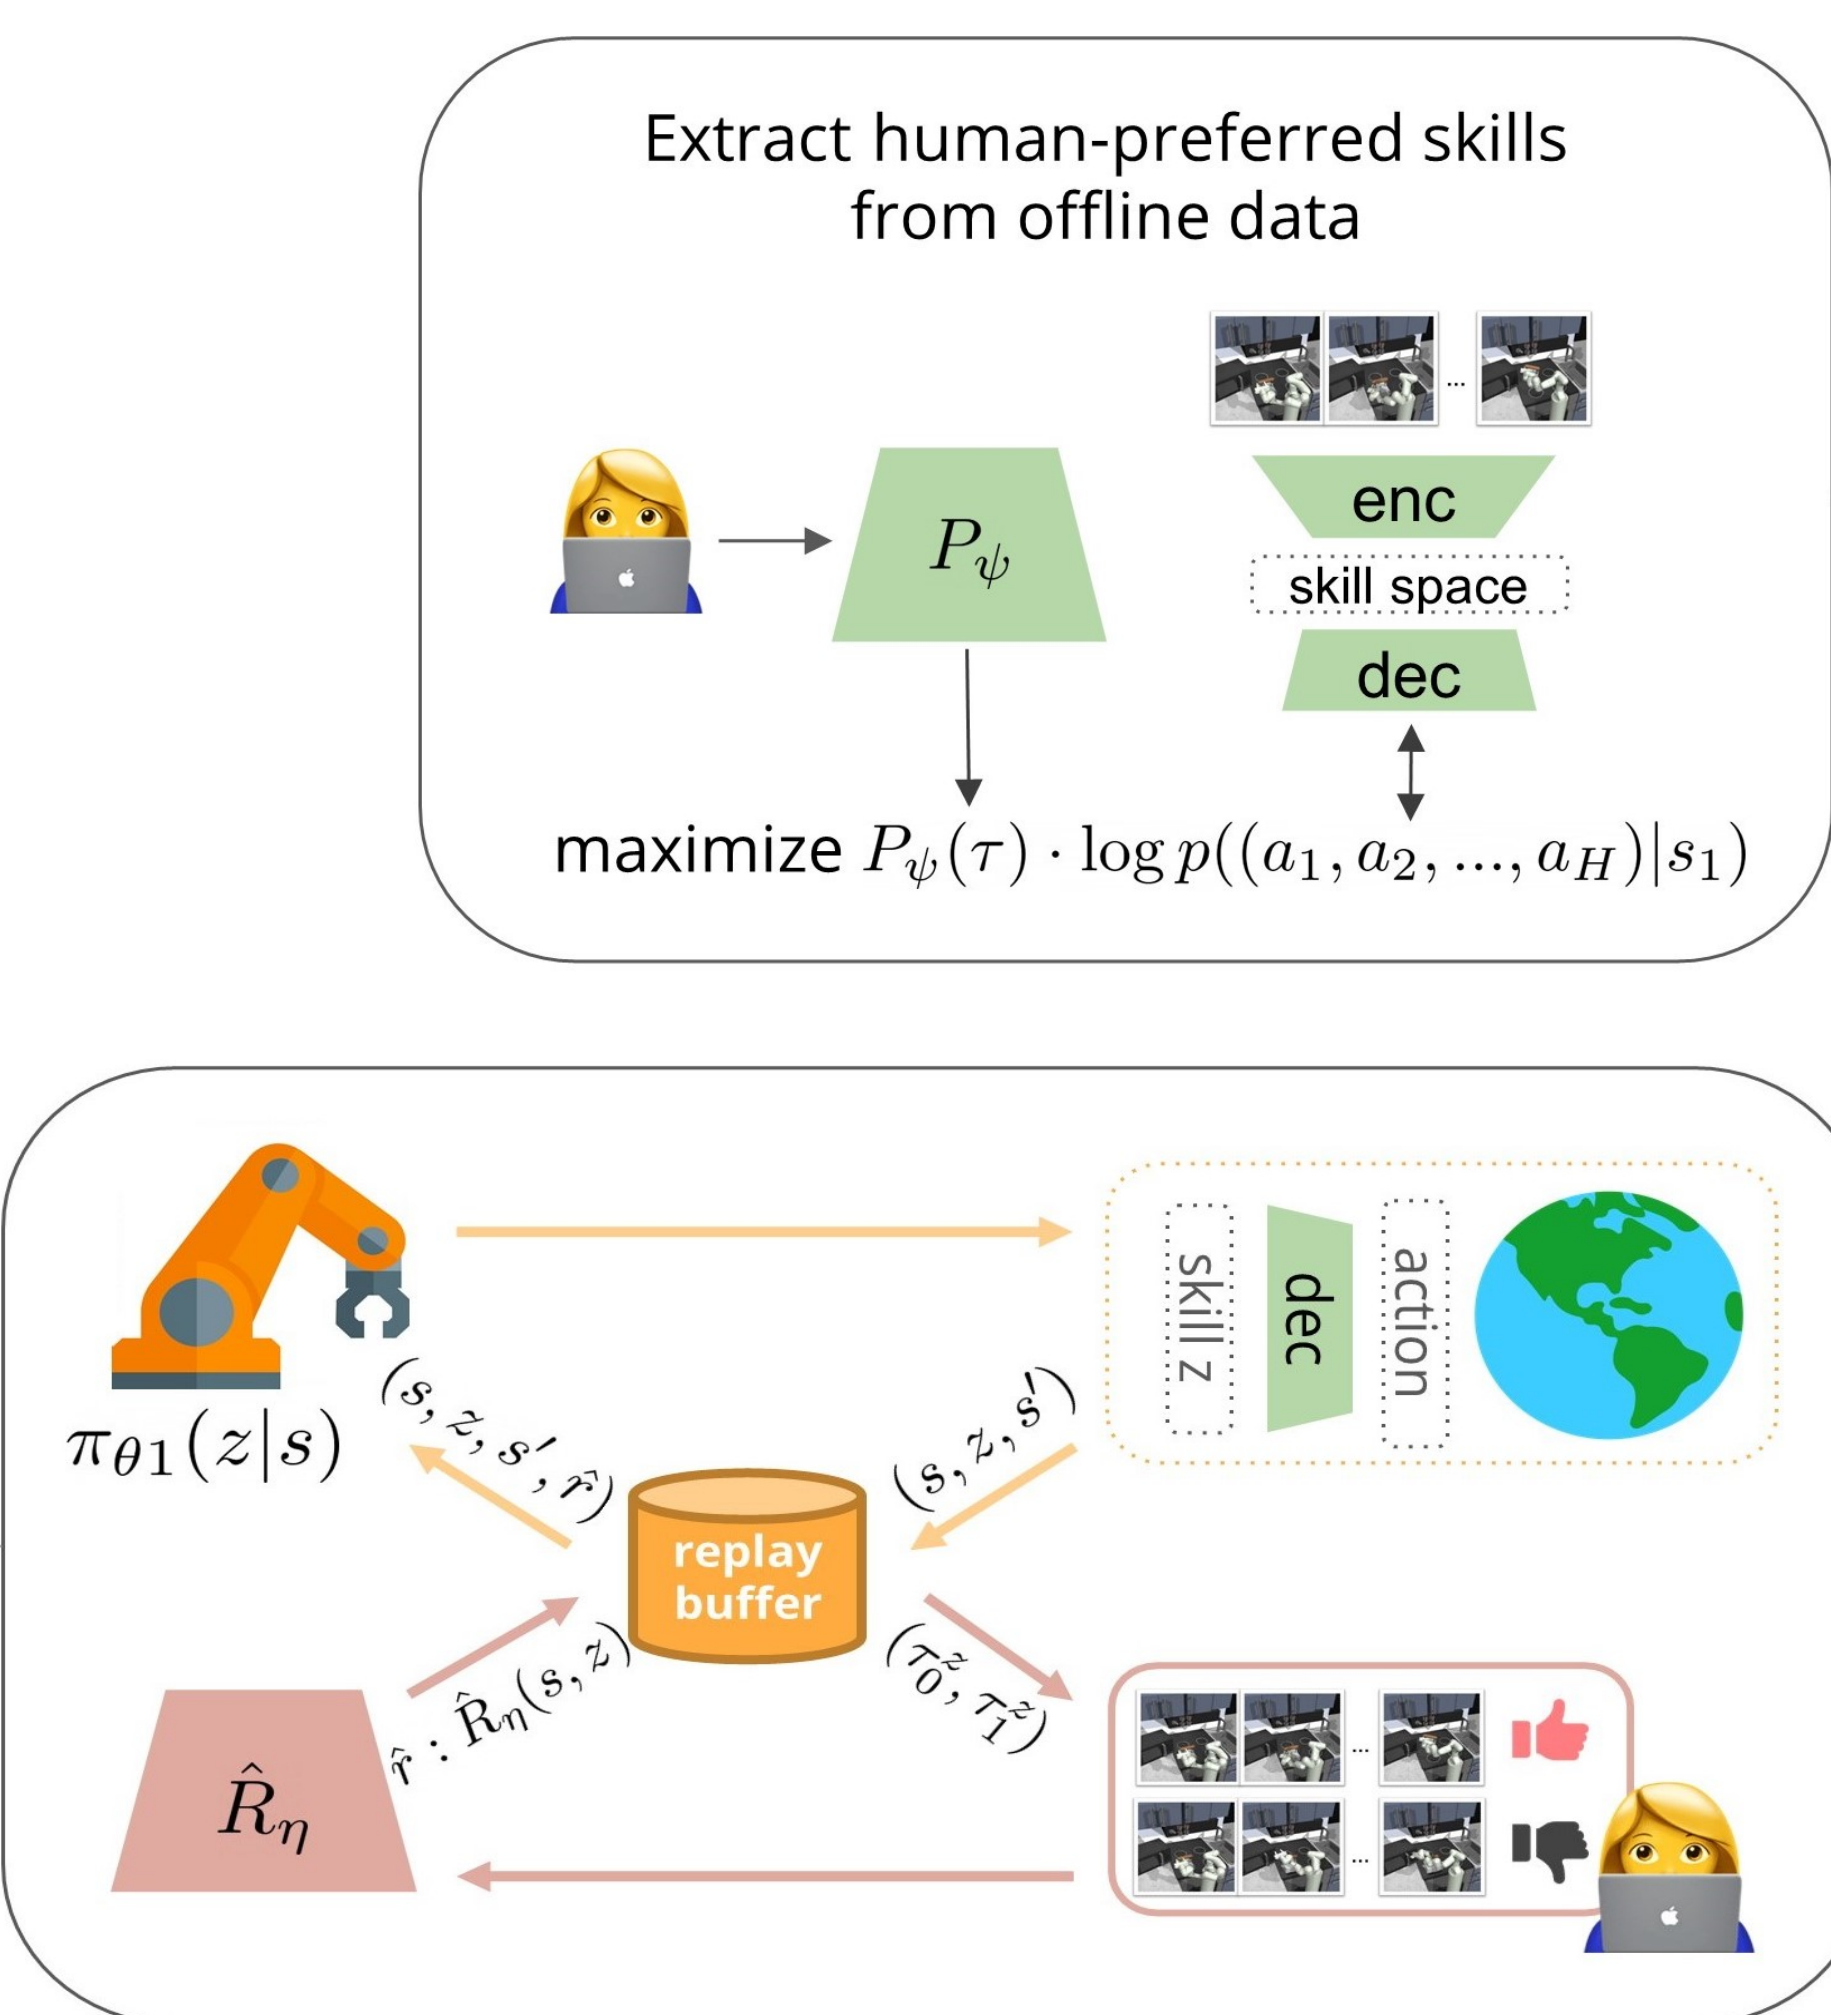 Extract human-preferred skills
from offline data
...
enc
P_ψ
skill space
dec
maximize P_ψ(τ) · log p((a_1, a_2, ..., a_H)|s_1)
skill z
dec
action
π_θ1(z|s)
(s, z, s′, r̂)
(s, z, s′)
replay
buffer
r̂ : R̂_η(s, z)
(τ_0^z, τ_1^z)
R̂_η
...
...